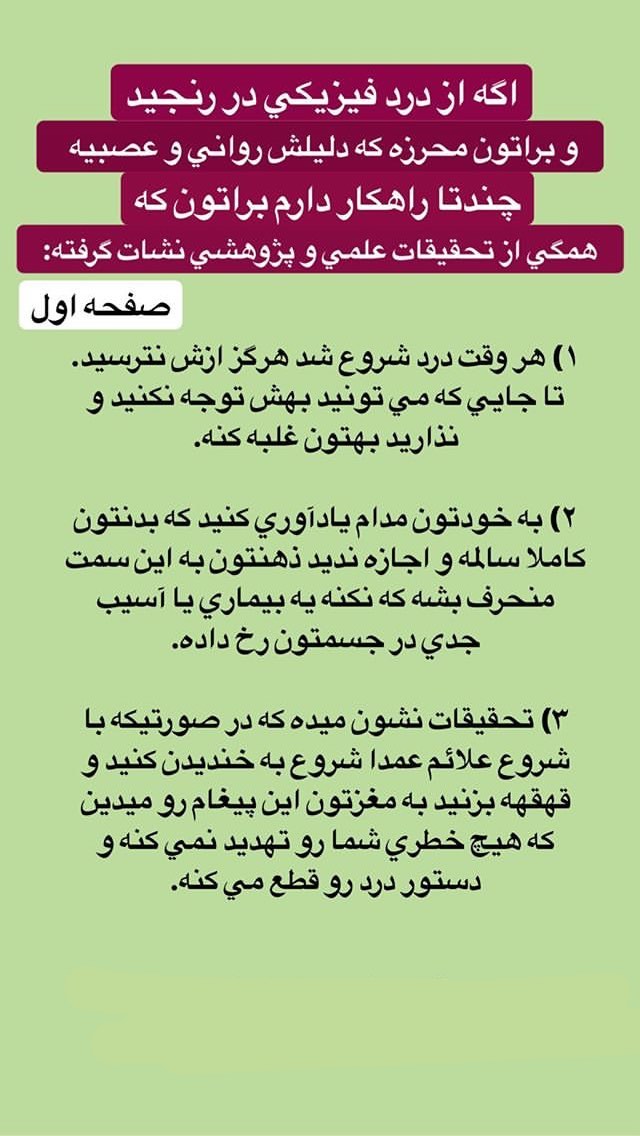 اگه از درد فيزيكي در رنجيد
و براتون محرزه كه دليلش رواني و عصبيه
چندتا راهكار دارم براتون كه
همگي از تحقيقات علمي و پژوهشي نشات گرفته:
صفحه اول
۱) هر وقت درد شروع شد هرگز ازش نترسيد.
تا جايي كه مي تونيد بهش توجه نكنيد و
نذاريد بهتون غلبه كنه.
۲) به خودتون مدام يادآوري كنيد كه بدنتون
كاملا سالمه و اجازه نديد ذهنتون به اين سمت
منحرف بشه كه نكنه يه بيماري يا آسيب
جدي در جسمتون رخ داده.
۳) تحقيقات نشون ميده كه در صورتيكه با
شروع علائم عمدا شروع به خنديدن كنيد و
قهقهه بزنيد به مغزتون اين پيغام رو ميدين
كه هيچ خطري شما رو تهديد نمي كنه و
دستور درد رو قطع مي كنه.